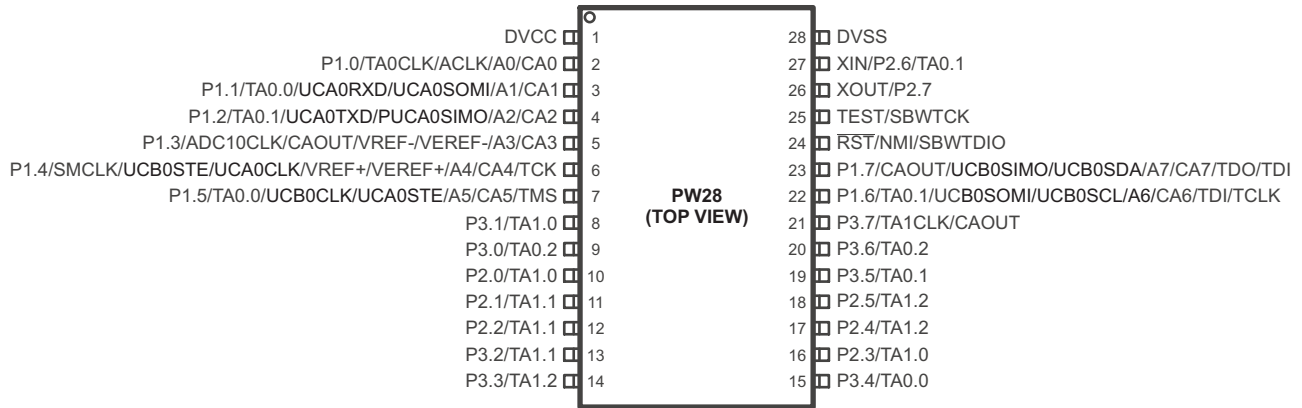 DVCC 1
P1.0/TA0CLK/ACLK/A0/CA0 2
P1.1/TA0.0/UCA0RXD/UCA0SOMI/A1/CA1 3
P1.2/TA0.1/UCA0TXD/PUCA0SIMO/A2/CA2 4
P1.3/ADC10CLK/CAOUT/VREF-/VEREF-/A3/CA3 5
P1.4/SMCLK/UCB0STE/UCA0CLK/VREF+/VEREF+/A4/CA4/TCK 6
P1.5/TA0.0/UCB0CLK/UCA0STE/A5/CA5/TMS 7
P3.1/TA1.0 8
P3.0/TA0.2 9
P2.0/TA1.0 10
P2.1/TA1.1 11
P2.2/TA1.1 12
P3.2/TA1.1 13
P3.3/TA1.2 14
PW28
(TOP VIEW)
28 DVSS
27 XIN/P2.6/TA0.1
26 XOUT/P2.7
25 TEST/SBWTCK
24 RST/NMI/SBWTDIO
23 P1.7/CAOUT/UCB0SIMO/UCB0SDA/A7/CA7/TDO/TDI
22 P1.6/TA0.1/UCB0SOMI/UCB0SCL/A6/CA6/TDI/TCLK
21 P3.7/TA1CLK/CAOUT
20 P3.6/TA0.2
19 P3.5/TA0.1
18 P2.5/TA1.2
17 P2.4/TA1.2
16 P2.3/TA1.0
15 P3.4/TA0.0